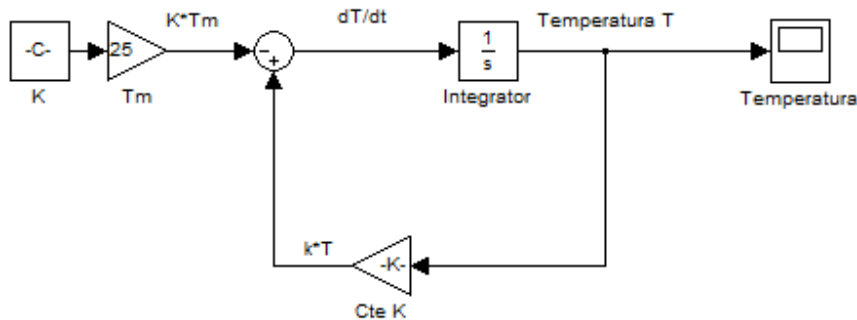 K*Tm
dT/dt
Temperatura T
-C-
25
1
s
K
Tm
Integrator
Temperatura
k*T
-K-
Cte K